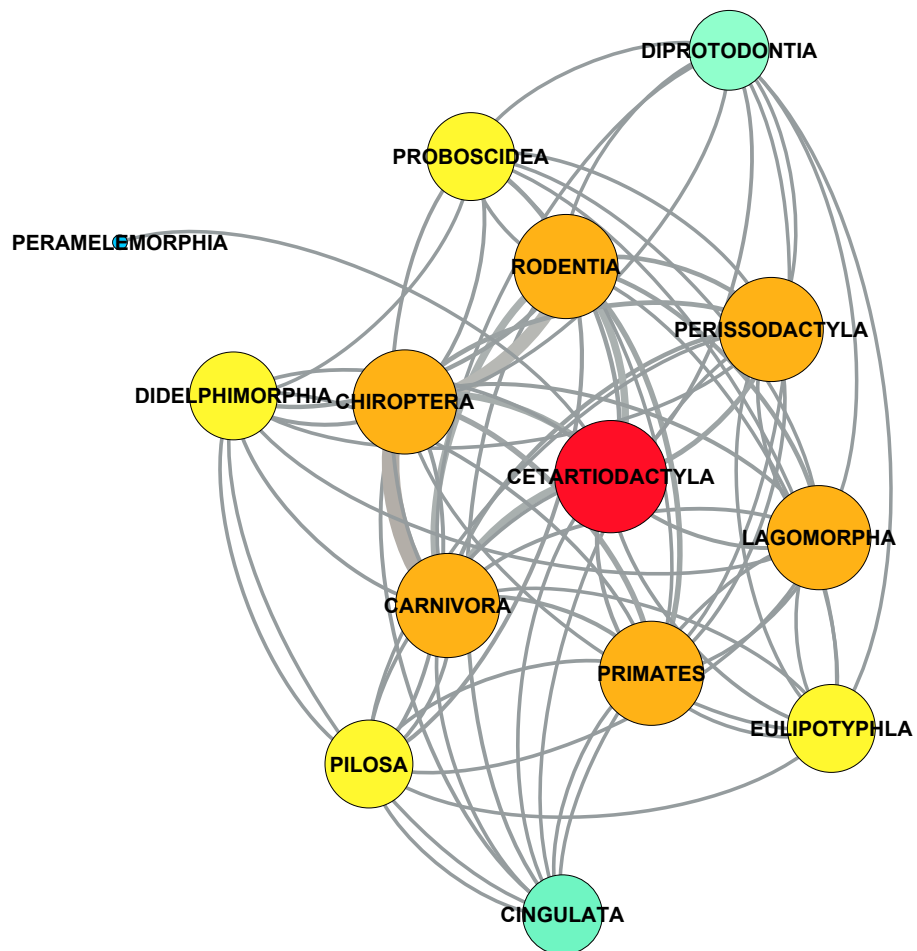 DIPROTODONTIA
PROBOSCIDEA
PERAMELEMORPHIA
RODENTIA
PERISSODACTYLA
DIDELPHIMORPHIA
CHIROPTERA
CETARTIODACTYLA
LAGOMORPHA
CARNIVORA
PRIMATES
EULIPOTYPHLA
PILOSA
CINGULATA